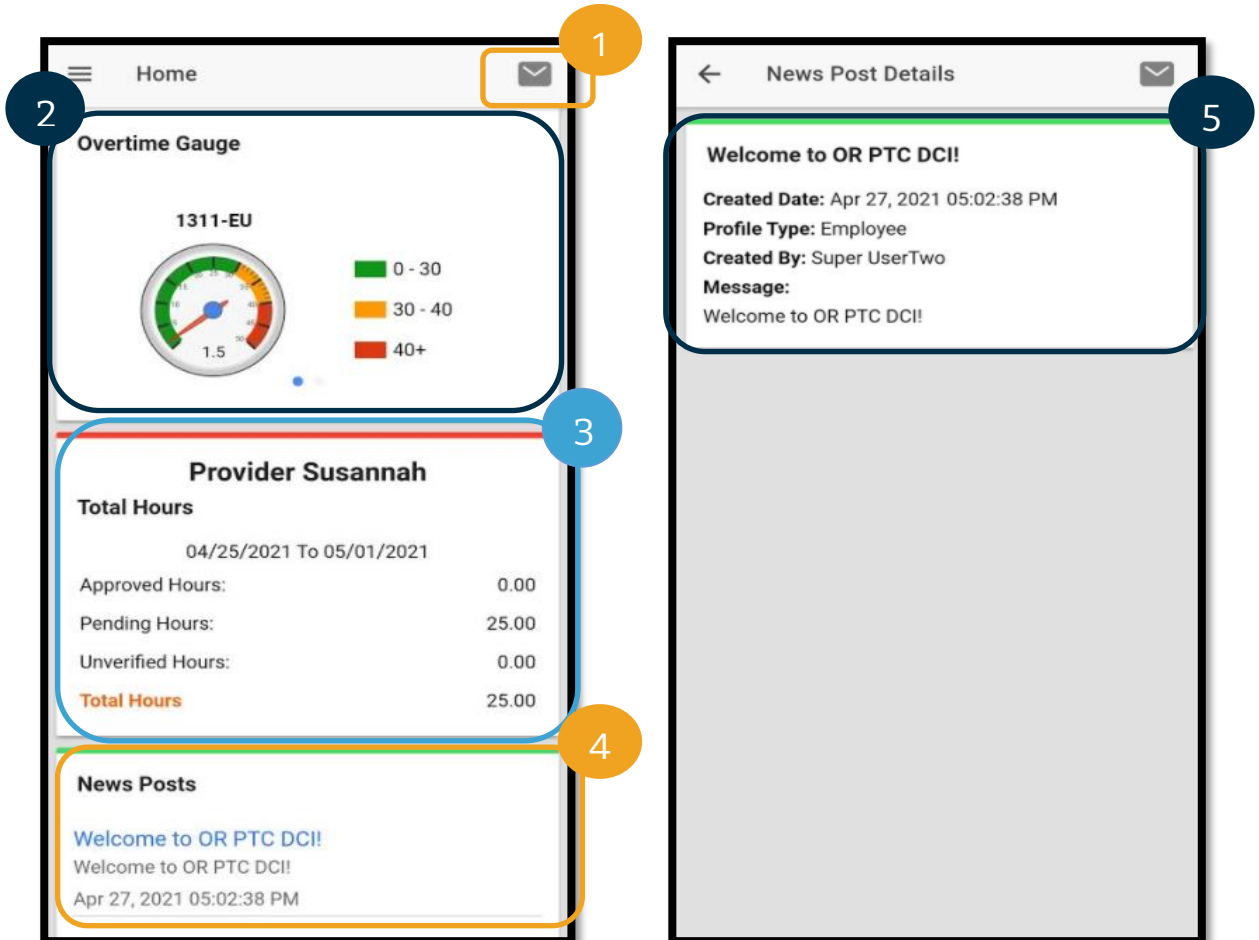 1
Home
2
Overtime Gauge
1311-EU
0 - 30
30 - 40
40+
1.5
3
Provider Susannah
Total Hours
04/25/2021 To 05/01/2021
Approved Hours: 0.00
Pending Hours: 25.00
Unverified Hours: 0.00
Total Hours 25.00
4
News Posts
Welcome to OR PTC DCI!
Welcome to OR PTC DCI!
Apr 27, 2021 05:02:38 PM
News Post Details
5
Welcome to OR PTC DCI!
Created Date: Apr 27, 2021 05:02:38 PM
Profile Type: Employee
Created By: Super UserTwo
Message:
Welcome to OR PTC DCI!